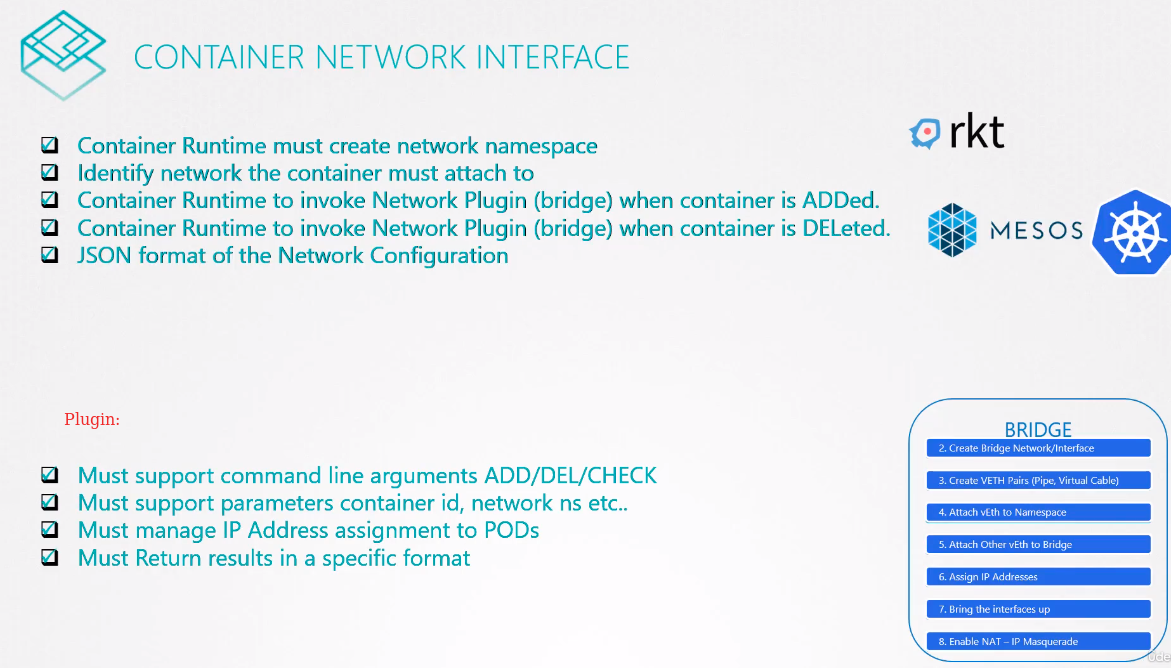 CONTAINER NETWORK INTERFACE
Container Runtime must create network namespace
Identify network the container must attach to
Container Runtime to invoke Network Plugin (bridge) when container is ADDed.
Container Runtime to invoke Network Plugin (bridge) when container is DELeted.
JSON format of the Network Configuration
rkt
MESOS
Plugin:
Must support command line arguments ADD/DEL/CHECK
Must support parameters container id, network ns etc..
Must manage IP Address assignment to PODs
Must Return results in a specific format
BRIDGE
2. Create Bridge Network/Interface
3. Create VETH Pairs (Pipe, Virtual Cable)
4. Attach vEth to Namespace
5. Attach Other vEth to Bridge
6. Assign IP Addresses
7. Bring the interfaces up
8. Enable NAT – IP Masquerade